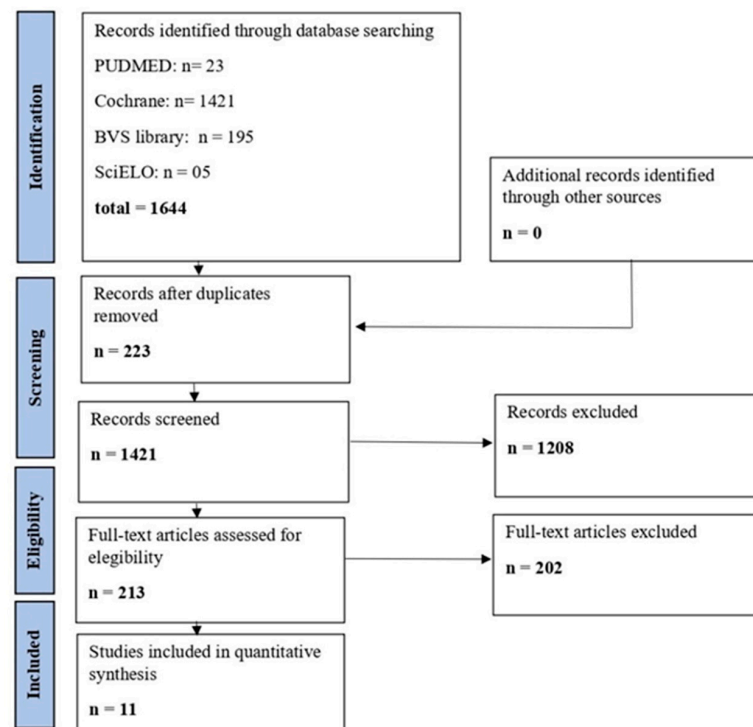 Identification
Records identified through database searching
PUDMED: n= 23
Cochrane: n= 1421
BVS library: n = 195
SciELO: n = 05
total = 1644
Additional records identified
through other sources
n = 0
Screening
Records after duplicates
removed
n = 223
Records screened
n = 1421
Records excluded
n = 1208
Eligibility
Full-text articles assessed for
elegibility
n = 213
Full-text articles excluded
n = 202
Included
Studies included in quantitative
synthesis
n = 11